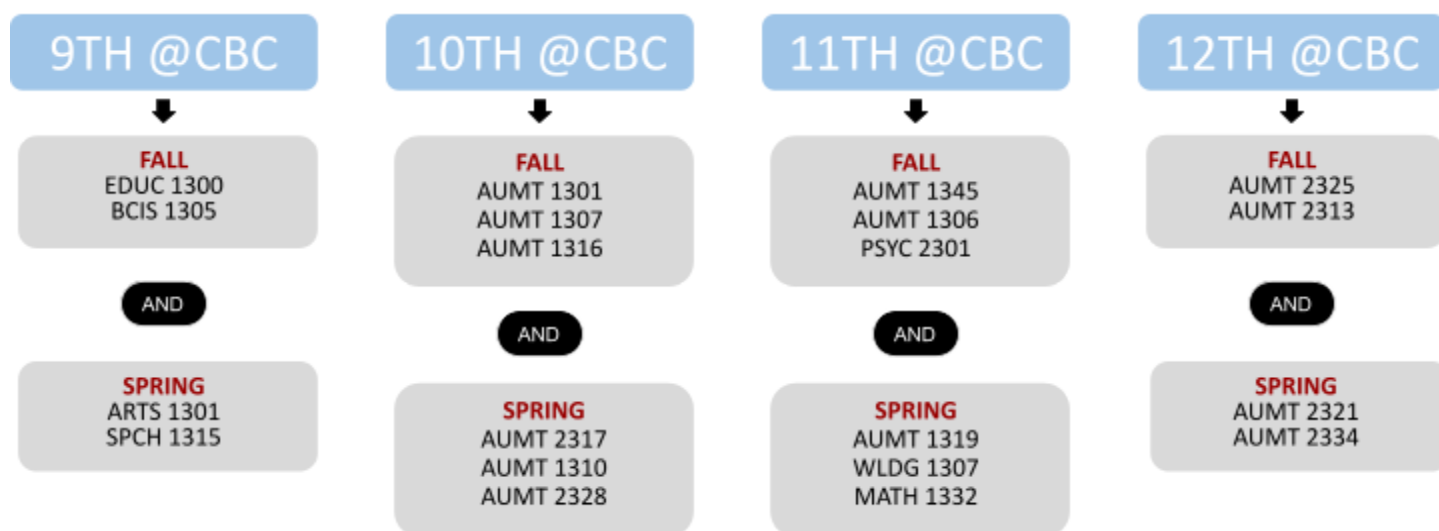 9TH @CBC
FALL
EDUC 1300
BCIS 1305
AND
SPRING
ARTS 1301
SPCH 1315
10TH @CBC
FALL
AUMT 1301
AUMT 1307
AUMT 1316
AND
SPRING
AUMT 2317
AUMT 1310
AUMT 2328
11TH @CBC
FALL
AUMT 1345
AUMT 1306
PSYC 2301
AND
SPRING
AUMT 1319
WLDG 1307
MATH 1332
12TH @CBC
FALL
AUMT 2325
AUMT 2313
AND
SPRING
AUMT 2321
AUMT 2334